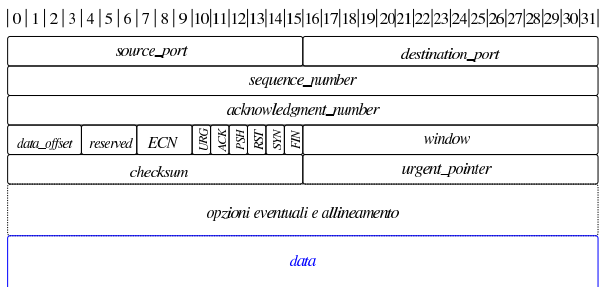 |0|1|2|3|4|5|6|7|8|9|10|11|12|13|14|15|16|17|18|19|20|21|22|23|24|25|26|27|28|29|30|31|
source_port destination_port
sequence_number
acknowledgment_number
data_offset reserved ECN URG ACK PSH RST SYN FIN window
checksum urgent_pointer
opzioni eventuali e allineamento
data